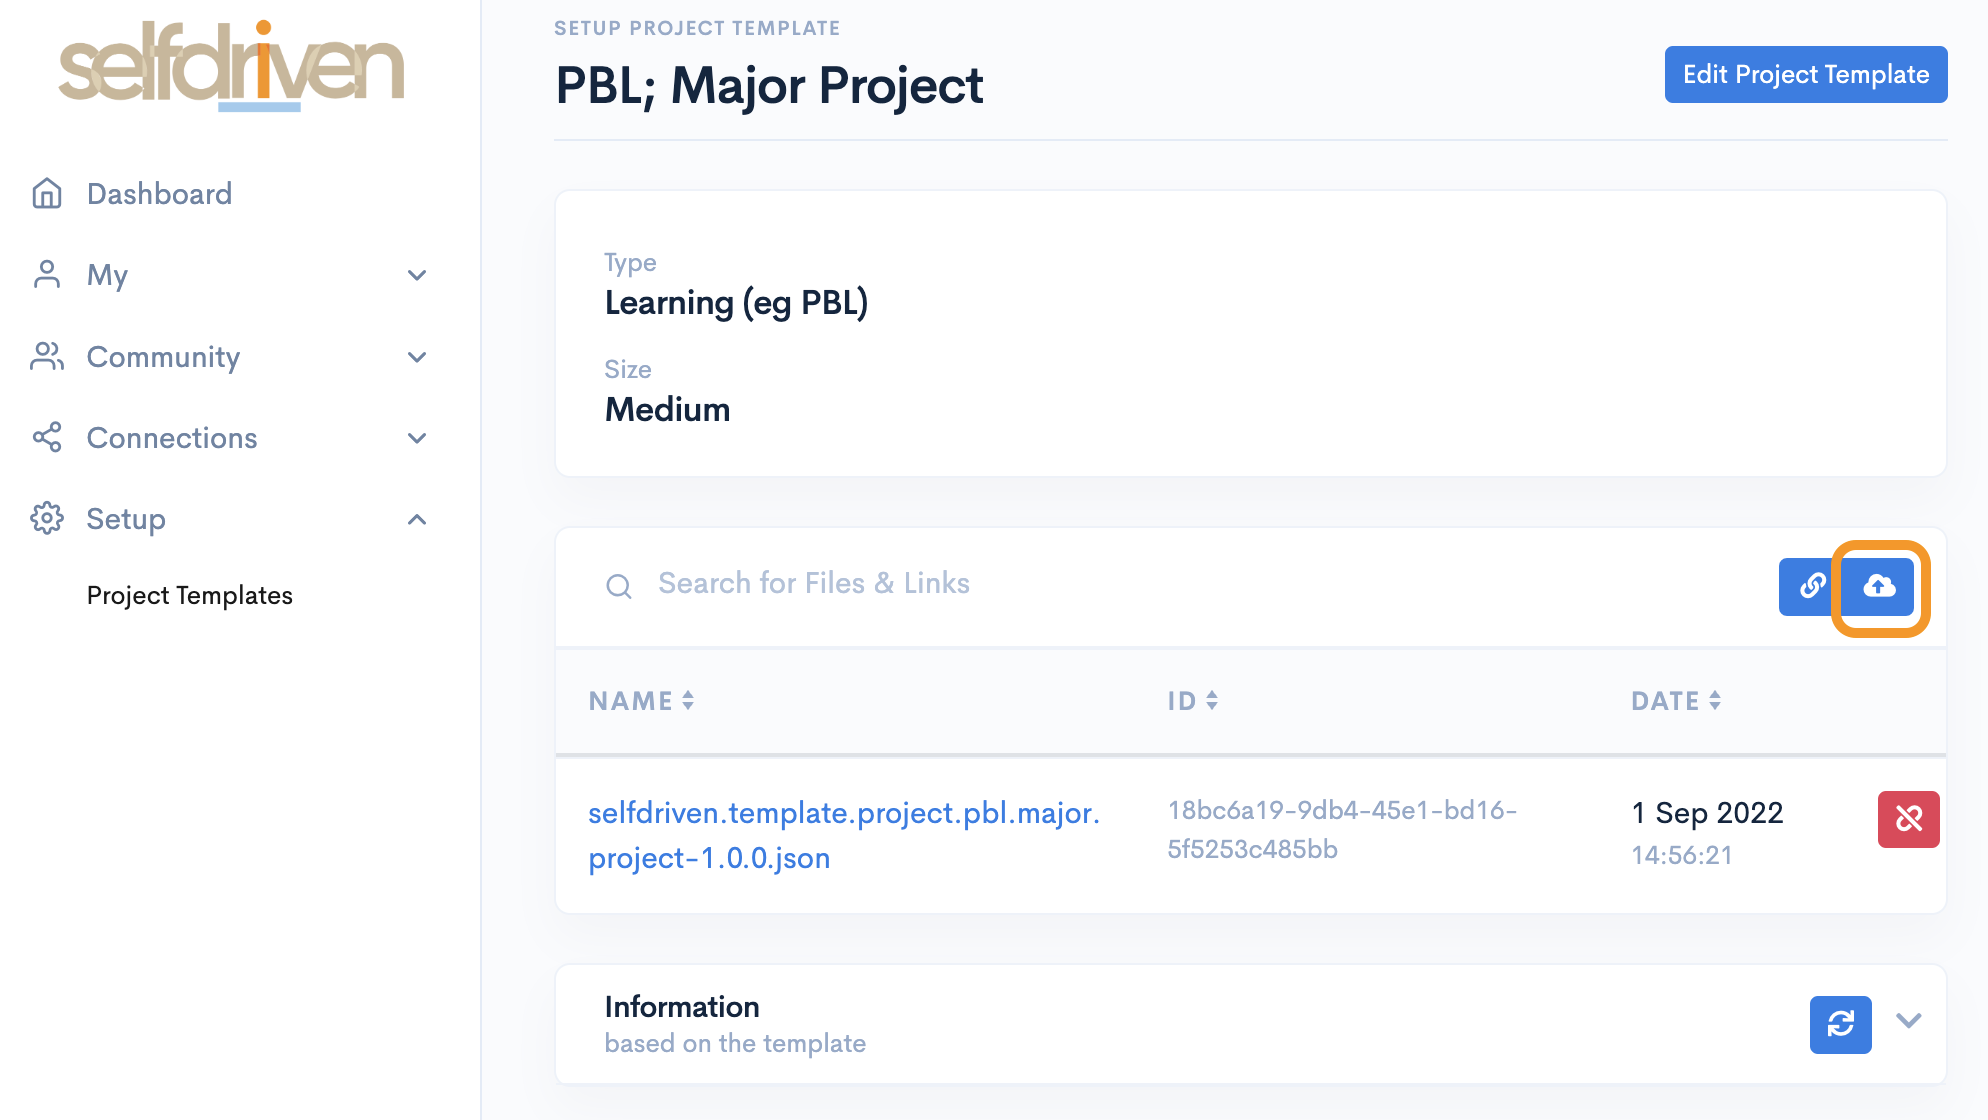 selfdriven
Dashboard
My
Community
Connections
Setup
Project Templates
SETUP PROJECT TEMPLATE
PBL; Major Project
Edit Project Template
Type
Learning (eg PBL)
Size
Medium
Search for Files & Links
NAME
ID
DATE
selfdriven.template.project.pbl.major.
project-1.0.0.json
18bc6a19-9db4-45e1-bd16-
5f5253c485bb
1 Sep 2022
14:56:21
Information
based on the template